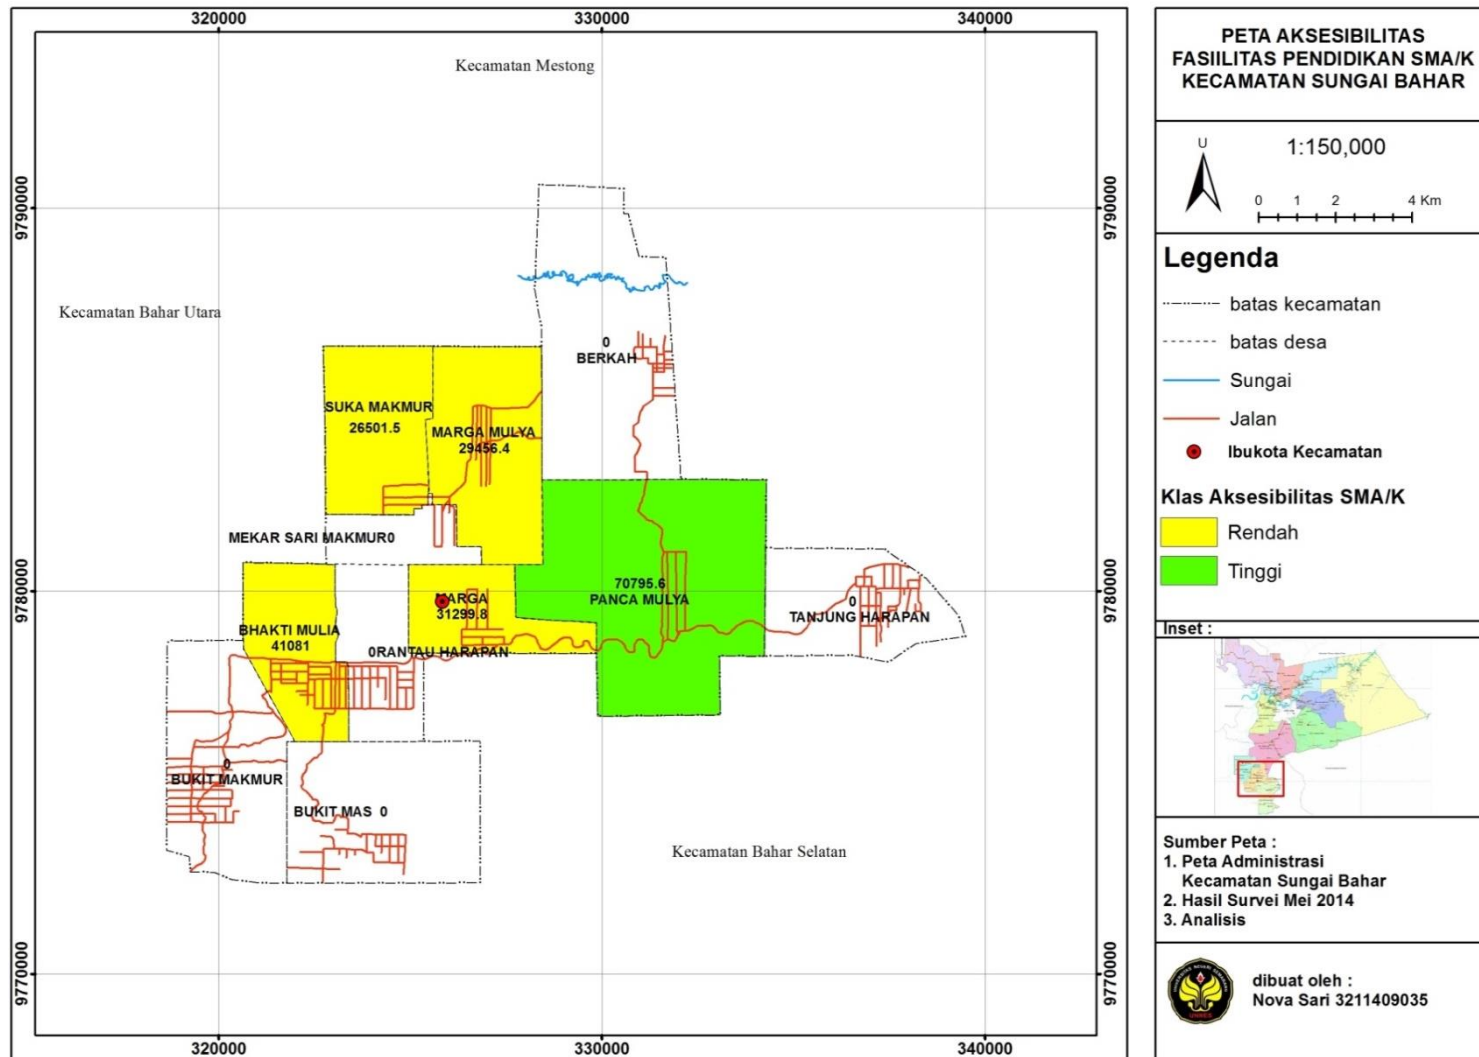 320000
330000
340000
Kecamatan Mestong
9790000
9790000
Kecamatan Bahar Utara
0
BERKAH
SUKA MAKMUR
26501.5
MARGA MULYA
29456.4
MEKAR SARI MAKMUR0
9780000
9780000
70795.6
PANCA MULYA
MARGA
31299.8
0
TANJUNG HARAPAN
BHAKTI MULIA
41081
0RANTAU HARAPAN
0
BUKIT MAKMUR
BUKIT MAS 0
Kecamatan Bahar Selatan
9770000
9770000
320000
330000
340000
PETA AKSESIBILITAS
FASIILITAS PENDIDIKAN SMA/K
KECAMATAN SUNGAI BAHAR
U
1:150,000
0 1 2 4 Km
Legenda
batas kecamatan
batas desa
Sungai
Jalan
Ibukota Kecamatan
Klas Aksesibilitas SMA/K
Rendah
Tinggi
Inset :
Sumber Peta :
1. Peta Administrasi
Kecamatan Sungai Bahar
2. Hasil Survei Mei 2014
3. Analisis
UNNES
dibuat oleh :
Nova Sari 3211409035